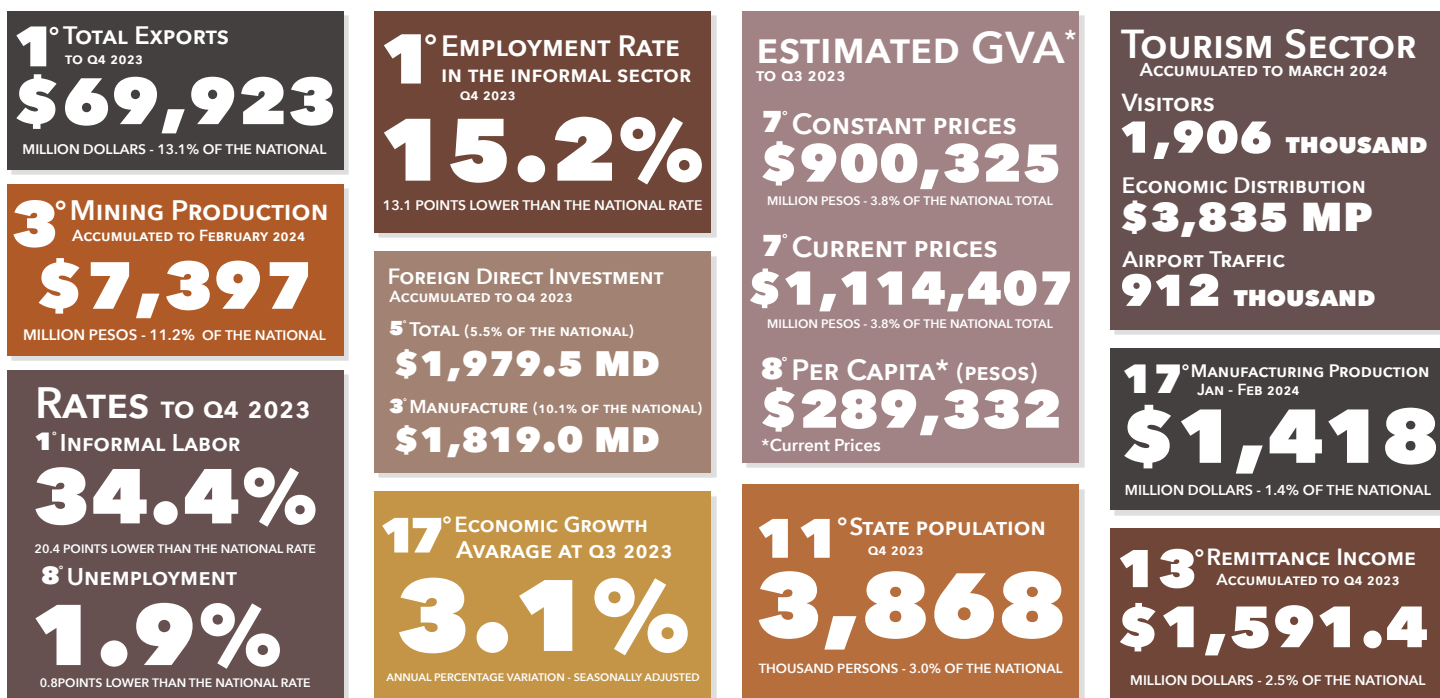 1° Total Exports
to Q4 2023
$69,923
MILLION DOLLARS - 13.1% OF THE NATIONAL
3° Mining Production
Accumulated to February 2024
$7,397
MILLION PESOS - 11.2% OF THE NATIONAL
Rates to Q4 2023
1° Informal Labor
34.4%
20.4 POINTS LOWER THAN THE NATIONAL RATE
8° Unemployment
1.9%
0.8POINTS LOWER THAN THE NATIONAL RATE
1° Employment Rate
in the informal sector
Q4 2023
15.2%
13.1 POINTS LOWER THAN THE NATIONAL RATE
Foreign Direct Investment
Accumulated to Q4 2023
5° Total (5.5% of the national)
$1,979.5 MD
3° Manufacture (10.1% of the national)
$1,819.0 MD
17° Economic Growth
Avarage at Q3 2023
3.1%
ANNUAL PERCENTAGE VARIATION - SEASONALLY ADJUSTED
estimated GVA*
to Q3 2023
7° Constant prices
$900,325
MILLION PESOS - 3.8% OF THE NATIONAL TOTAL
7° Current prices
$1,114,407
MILLION PESOS - 3.8% OF THE NATIONAL TOTAL
8° Per Capita* (pesos)
$289,332
*Current Prices
11° State population
Q4 2023
3,868
THOUSAND PERSONS - 3.0% OF THE NATIONAL
Tourism Sector
Accumulated to march 2024
Visitors
1,906 THOUSAND
Economic Distribution
$3,835 MP
Airport Traffic
912 THOUSAND
17° Manufacturing Production
Jan - Feb 2024
$1,418
MILLION DOLLARS - 1.4% OF THE NATIONAL
13° Remittance Income
Accumulated to Q4 2023
$1,591.4
MILLION DOLLARS - 2.5% OF THE NATIONAL